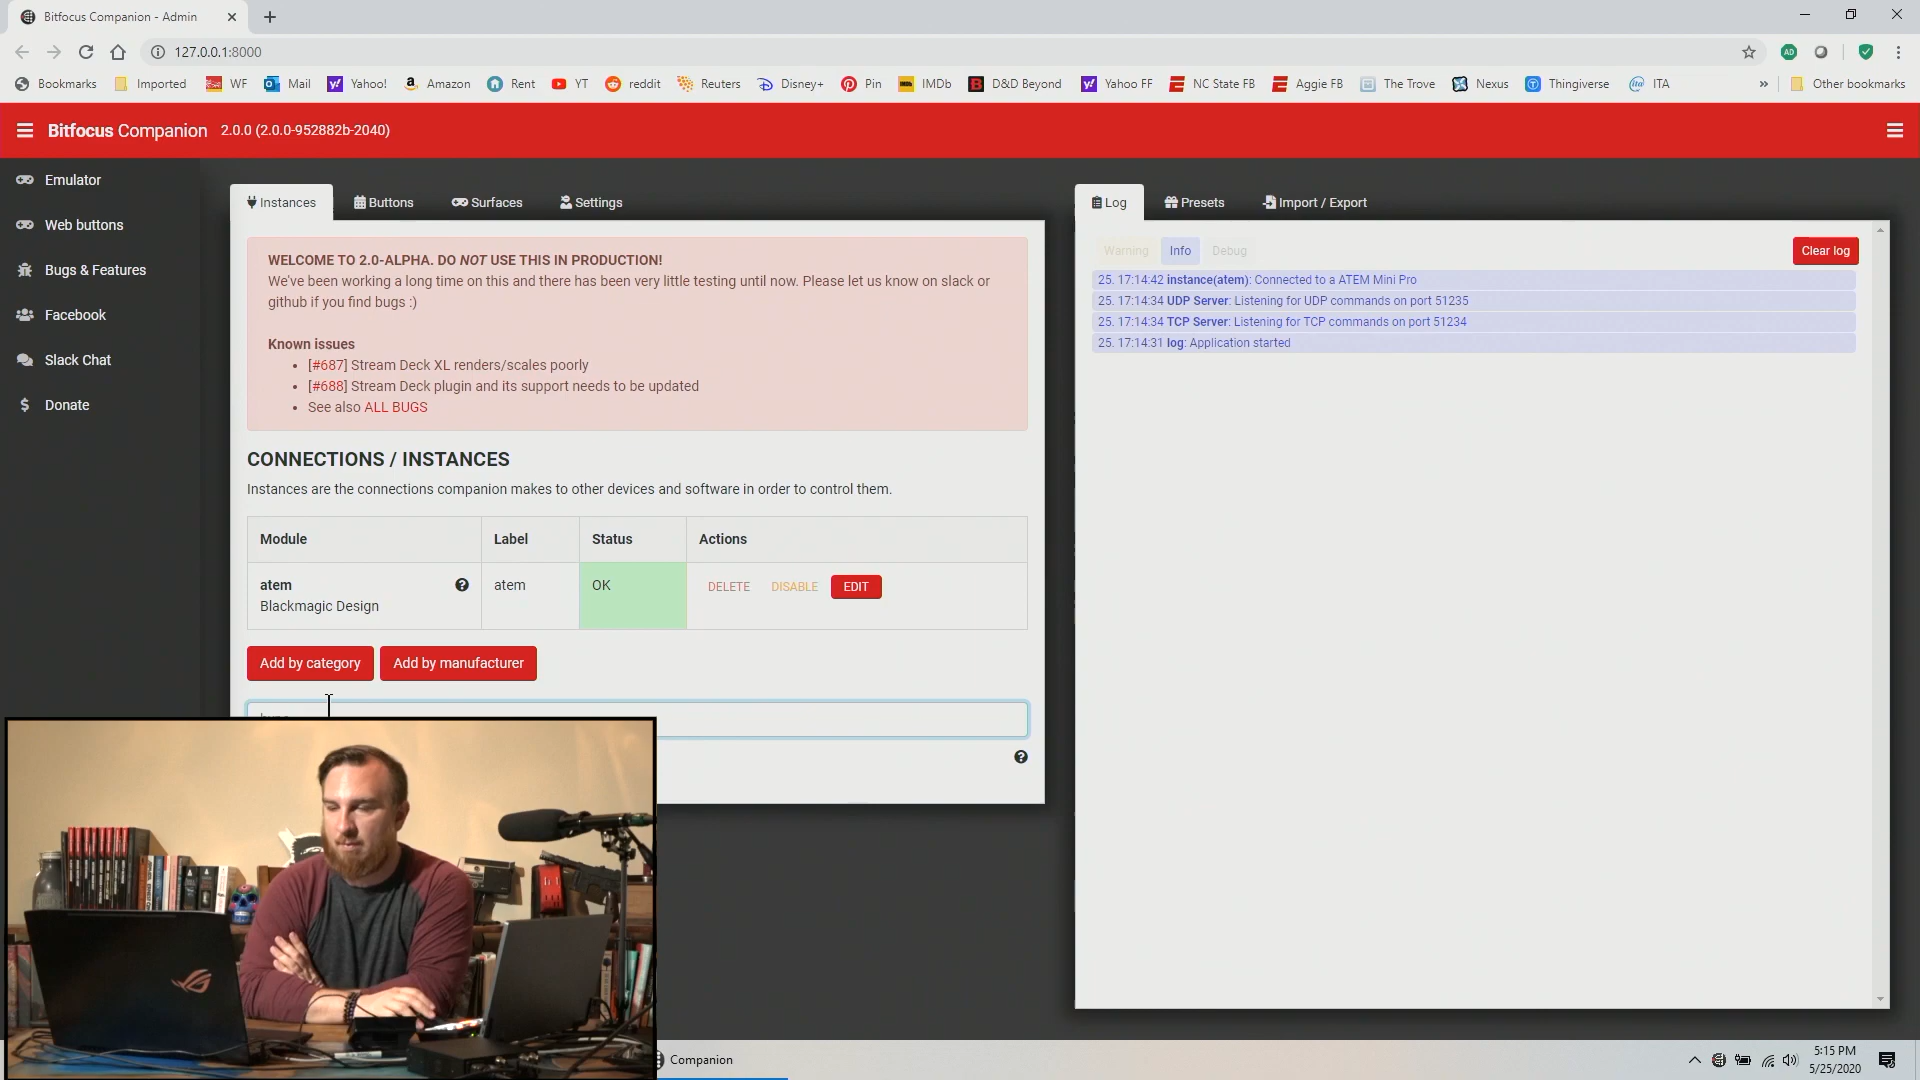 Bitfocus Companion - Admin
127.0.0.1:8000
Bookmarks Imported WF Mail Yahoo! Amazon Rent YT reddit Reuters Disney+ Pin IMDb D&D Beyond Yahoo FF NC State FB Aggie FB The Trove Nexus Thingiverse ITA » Other bookmarks
Bitfocus Companion 2.0.0 (2.0.0-952882b-2040)
Emulator
Web buttons
Bugs & Features
Facebook
Slack Chat
Donate
Instances Buttons Surfaces Settings
WELCOME TO 2.0-ALPHA. DO NOT USE THIS IN PRODUCTION!
We've been working a long time on this and there has been very little testing until now. Please let us know on slack or
github if you find bugs :)
Known issues
• [#687] Stream Deck XL renders/scales poorly
• [#688] Stream Deck plugin and its support needs to be updated
• See also ALL BUGS
CONNECTIONS / INSTANCES
Instances are the connections companion makes to other devices and software in order to control them.
Module Label Status Actions
atem atem OK DELETE DISABLE EDIT
Blackmagic Design
Add by category Add by manufacturer
Log Presets Import / Export
Warning Info Debug Clear log
25. 17:14:42 instance(atem): Connected to a ATEM Mini Pro
25. 17:14:34 UDP Server: Listening for UDP commands on port 51235
25. 17:14:34 TCP Server: Listening for TCP commands on port 51234
25. 17:14:31 log: Application started
Companion
5:15 PM
5/25/2020